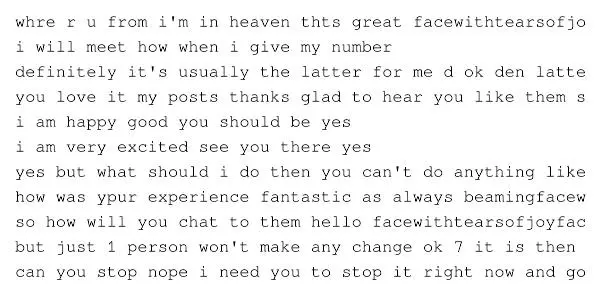 whre r u from i'm in heaven thts great facewithtearsofjo
i will meet how when i give my number
definitely it's usually the latter for me d ok den latte
you love it my posts thanks glad to hear you like them s
i am happy good you should be yes
i am very excited see you there yes
yes but what should i do then you can't do anything like
how was ypur experience fantastic as always beamingfacew
so how will you chat to them hello facewithtearsofjoyfac
but just 1 person won't make any change ok 7 it is then
can you stop nope i need you to stop it right now and go